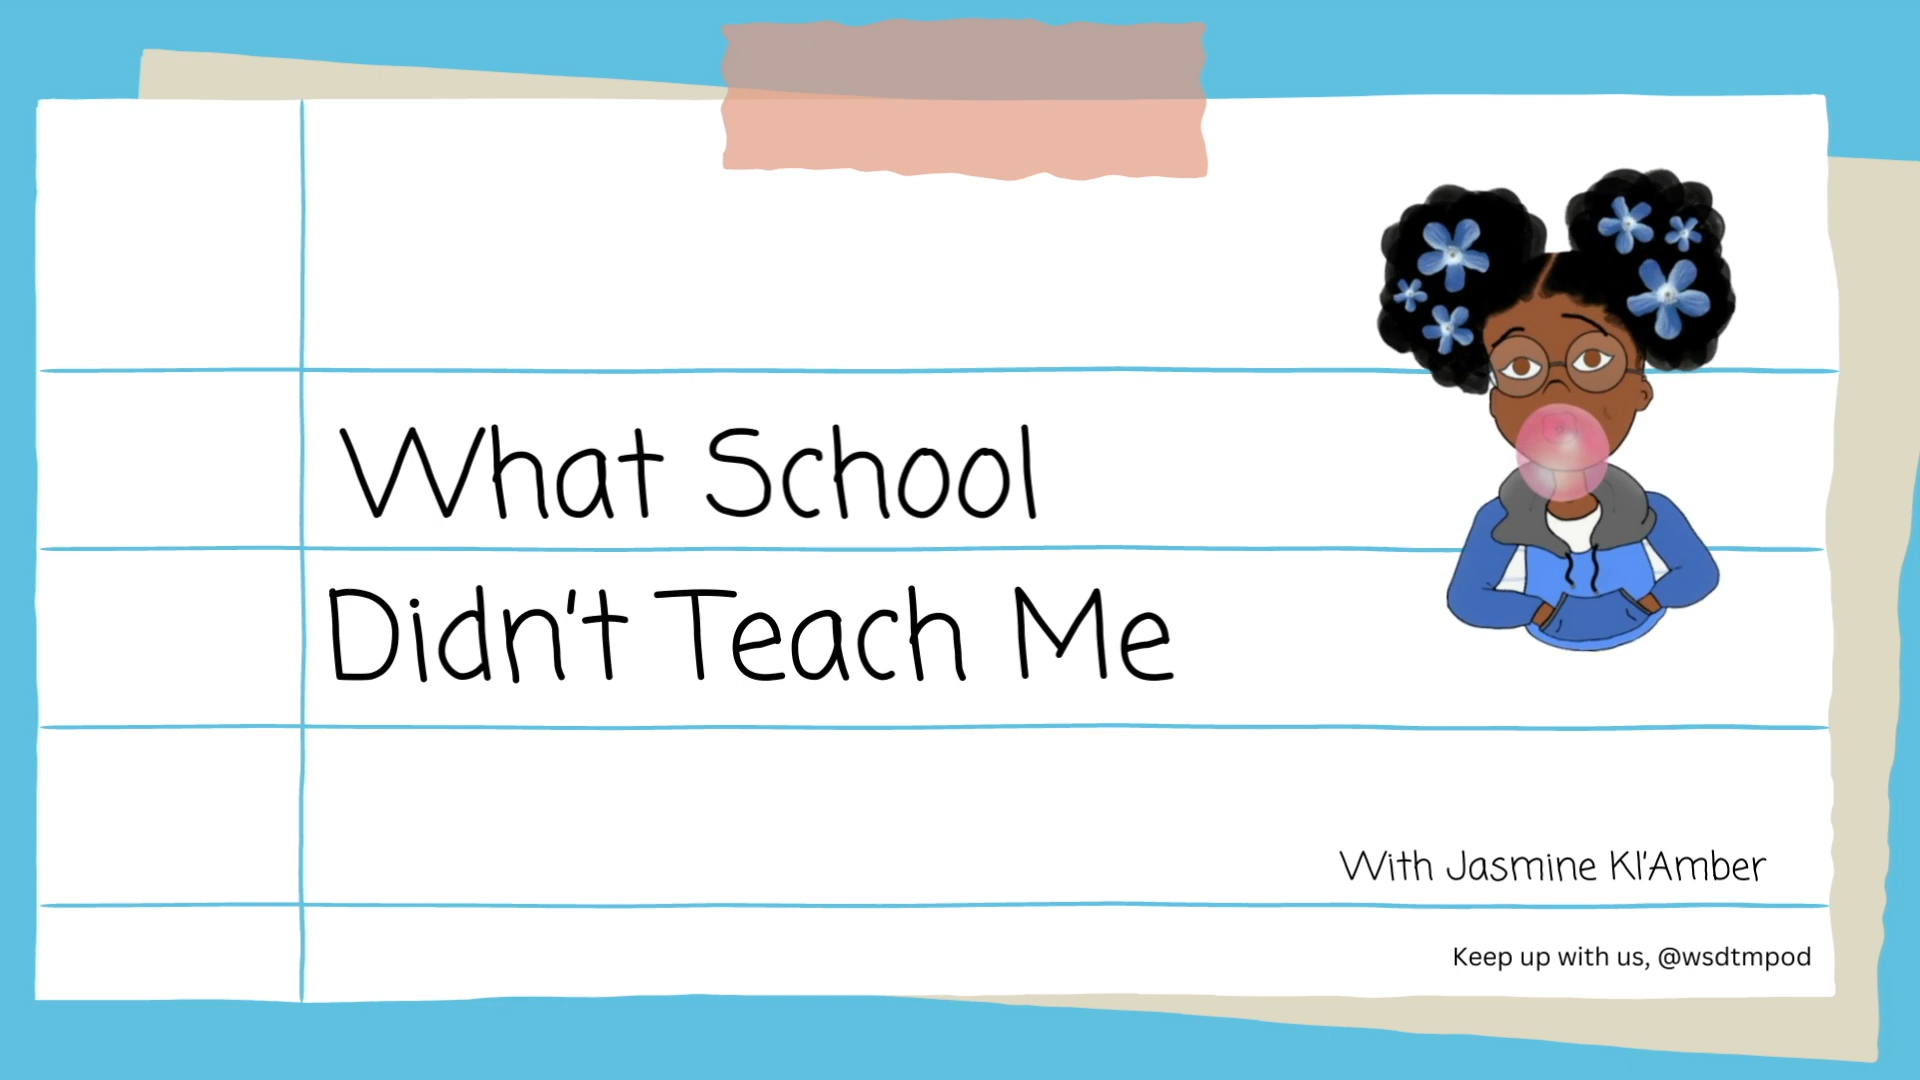 What School
Didn't Teach Me
With Jasmine Kl'Amber
Keep up with us, @wsdtmpod